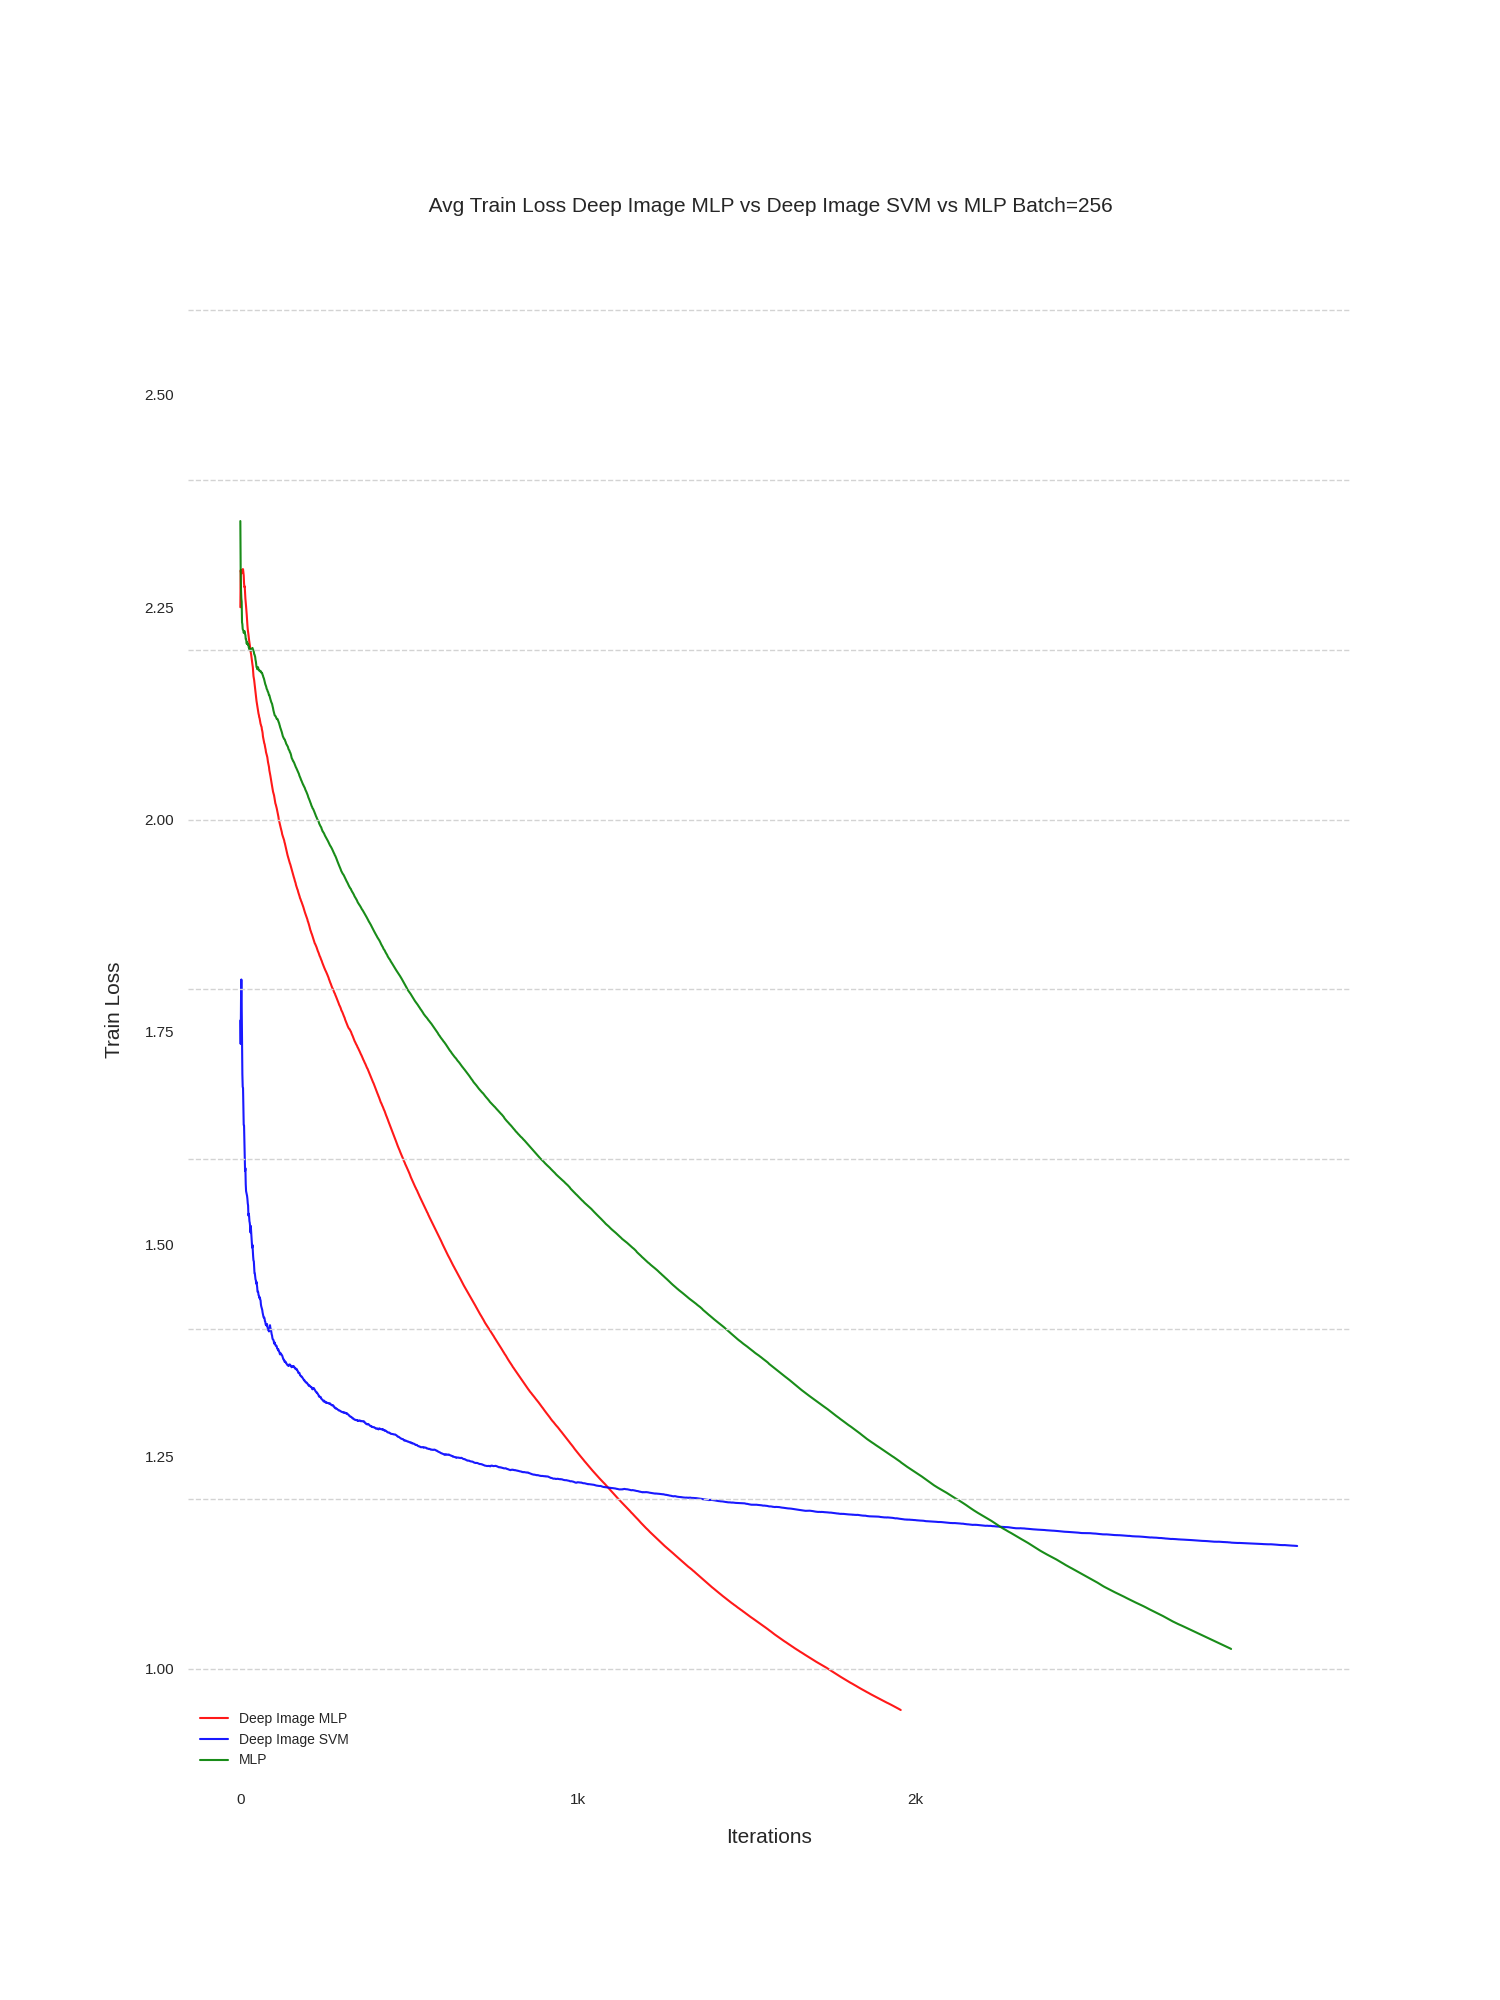 Avg Train Loss Deep Image MLP vs Deep Image SVM vs MLP Batch=256
2.50
2.25
2.00
1.75
1.50
1.25
1.00
Train Loss
Deep Image MLP
Deep Image SVM
MLP
0 1k 2k
Iterations